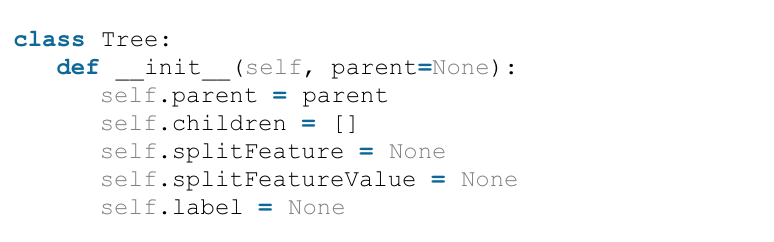 class Tree:
   def __init__(self, parent=None):
      self.parent = parent
      self.children = []
      self.splitFeature = None
      self.splitFeatureValue = None
      self.label = None